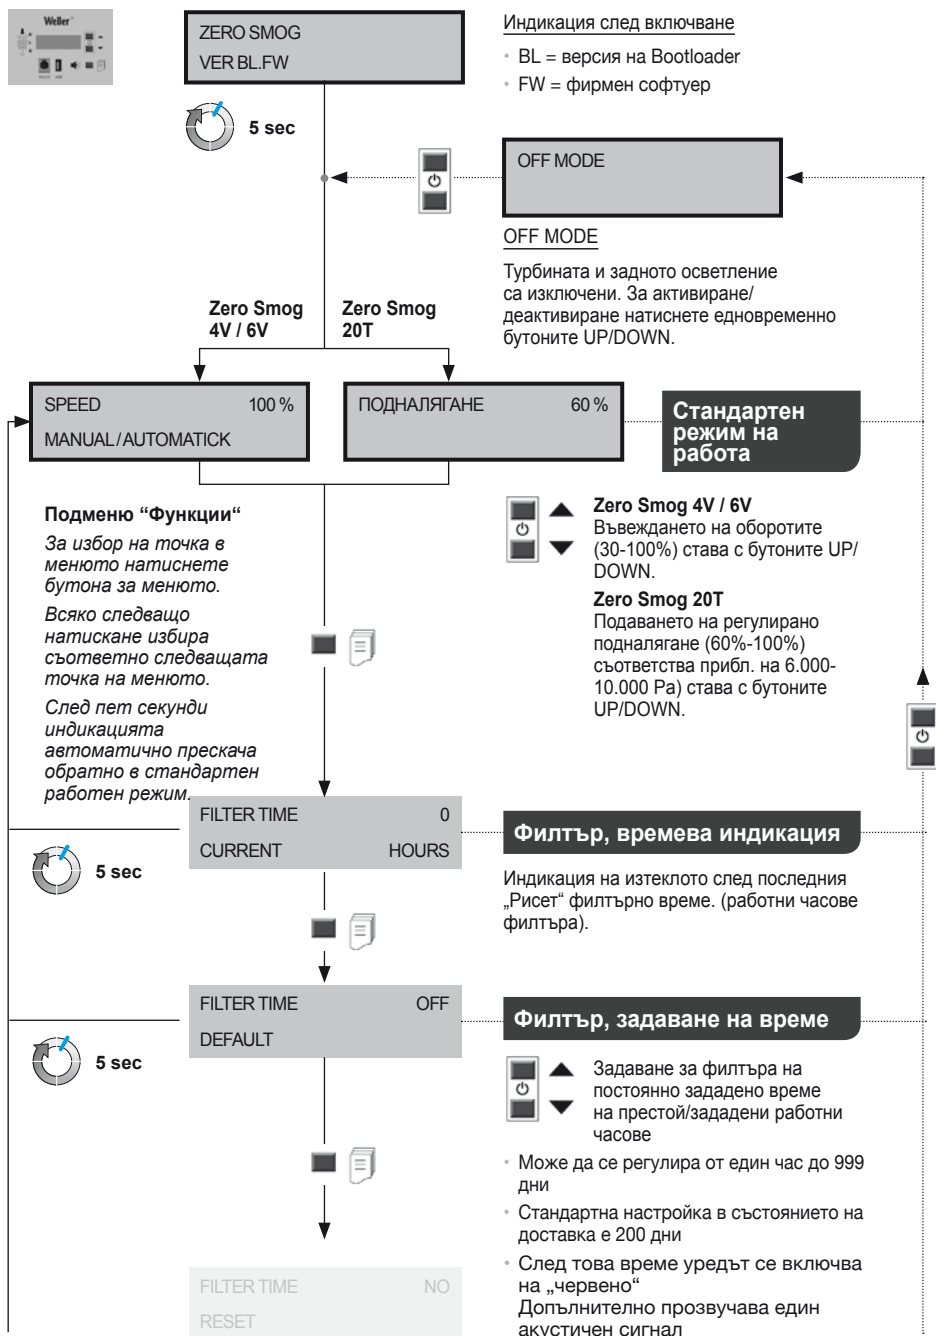 Weller
ZERO SMOG
VER BL.FW
Индикация след включване
• BL = версия на Bootloader
• FW = фирмен софтуер
5 sec
OFF MODE
OFF MODE
Турбината и задното осветление
са изключени. За активиране/
деактивиране натиснете едновременно
бутоните UP/DOWN.
Zero Smog
4V / 6V
Zero Smog
20T
SPEED 100 %
MANUAL / AUTOMATICK
ПОДНАЛЯГАНЕ 60 %
Стандартен
режим на
работа
Подменю “Функции“
За избор на точка в
менюто натиснете
бутона за менюто.
Всяко следващо
натискане избира
съответно следващата
точка на менюто.
След пет секунди
индикацията
автоматично прескача
обратно в стандартен
работен режим.
Zero Smog 4V / 6V
Въвеждането на оборотите
(30-100%) става с бутоните UP/
DOWN.
Zero Smog 20T
Подаването на регулирано
подналягане (60%-100%)
съответства прибл. на 6.000-
10.000 Pa) става с бутоните
UP/DOWN.
FILTER TIME 0
CURRENT HOURS
5 sec
Филтър, времева индикация
Индикация на изтеклото след последния
„Рисет“ филтърно време. (работни часове
филтъра).
FILTER TIME OFF
DEFAULT
5 sec
Филтър, задаване на време
Задаване за филтъра на
постоянно зададено време
на престой/зададени работни
часове
• Може да се регулира от един час до 999
дни
• Стандартна настройка в състоянието на
доставка е 200 дни
• След това време уредът се включва
на „червено“
Допълнително прозвучава един
акустичен сигнал
FILTER TIME NO
RESET